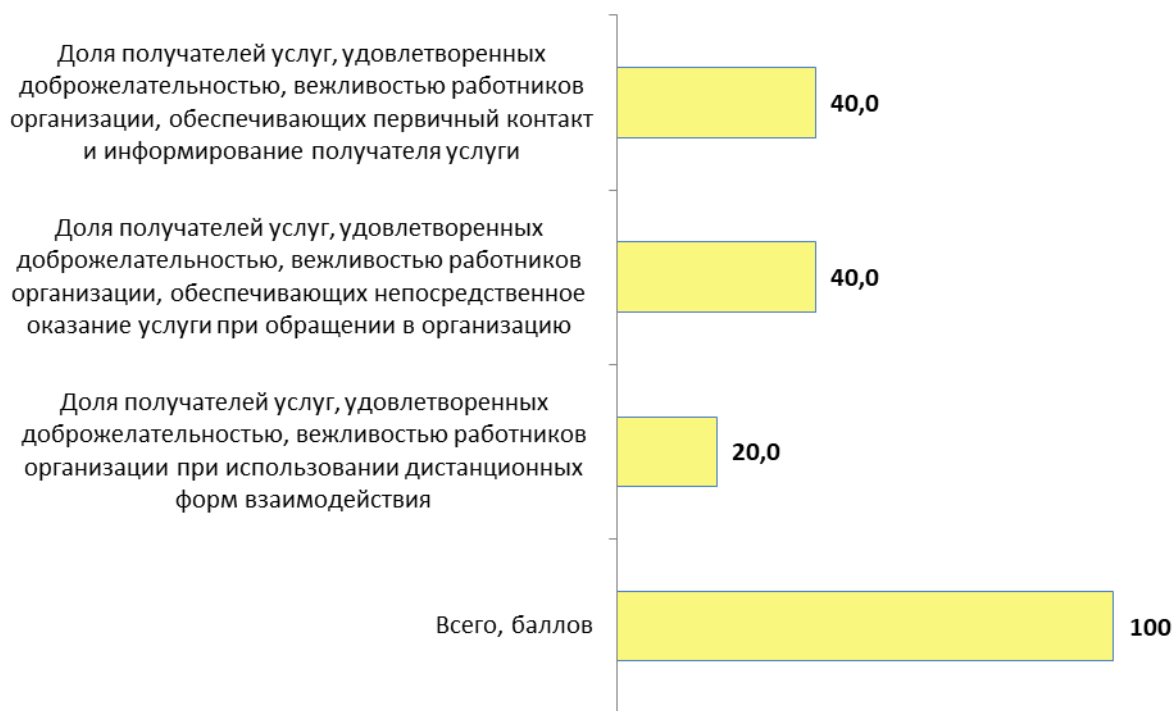 Доля получателей услуг, удовлетворенных
доброжелательностью, вежливостью работников
организации, обеспечивающих первичный контакт
и информирование получателя услуги
40,0
Доля получателей услуг, удовлетворенных
доброжелательностью, вежливостью работников
организации, обеспечивающих непосредственное
оказание услуги при обращении в организацию
40,0
Доля получателей услуг, удовлетворенных
доброжелательностью, вежливостью работников
организации при использовании дистанционных
форм взаимодействия
20,0
Всего, баллов
100